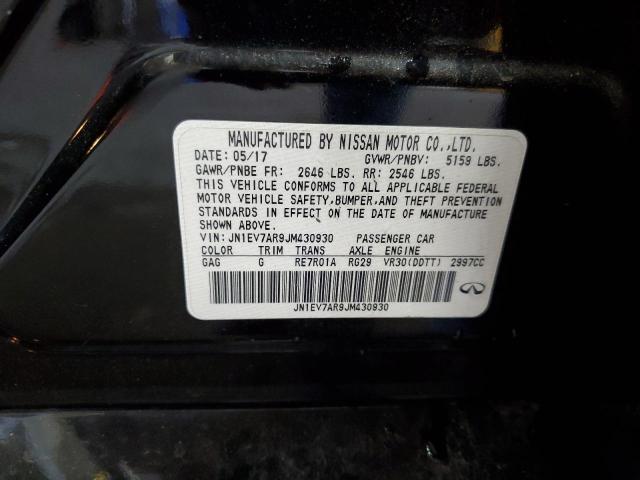 MANUFACTURED BY NISSAN MOTOR CO.,LTD.
DATE: 05/17 GVWR/PNBV: 5159 LBS.
GAWR/PNBE FR: 2646 LBS. RR: 2546 LBS.
THIS VEHICLE CONFORMS TO ALL APPLICABLE FEDERAL
MOTOR VEHICLE SAFETY,BUMPER,AND THEFT PREVENTION
STANDARDS IN EFFECT ON THE DATE OF MANUFACTURE
SHOWN ABOVE.
VIN: JN1EV7AR9JM430930 PASSENGER CAR
COLOR TRIM TRANS AXLE ENGINE
GAG G RE7R01A RG29 VR30(DDTT) 2997CC
JN1EV7AR9JM430930